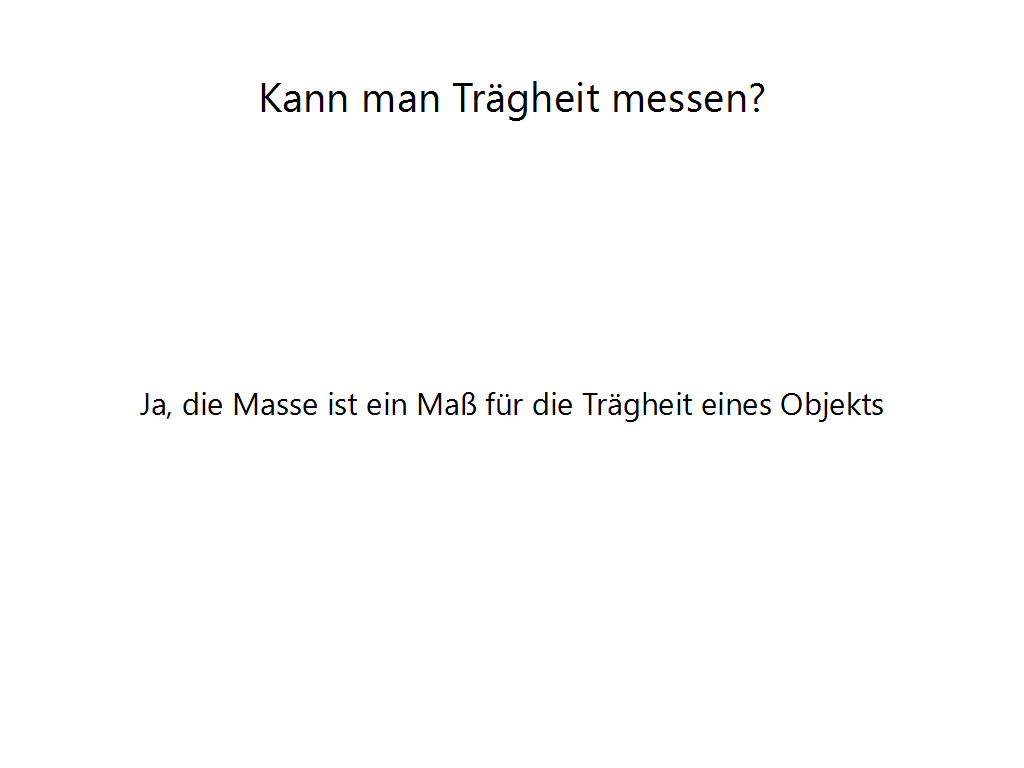 Kann man Trägheit messen?
Ja, die Masse ist ein Maß für die Trägheit eines Objekts